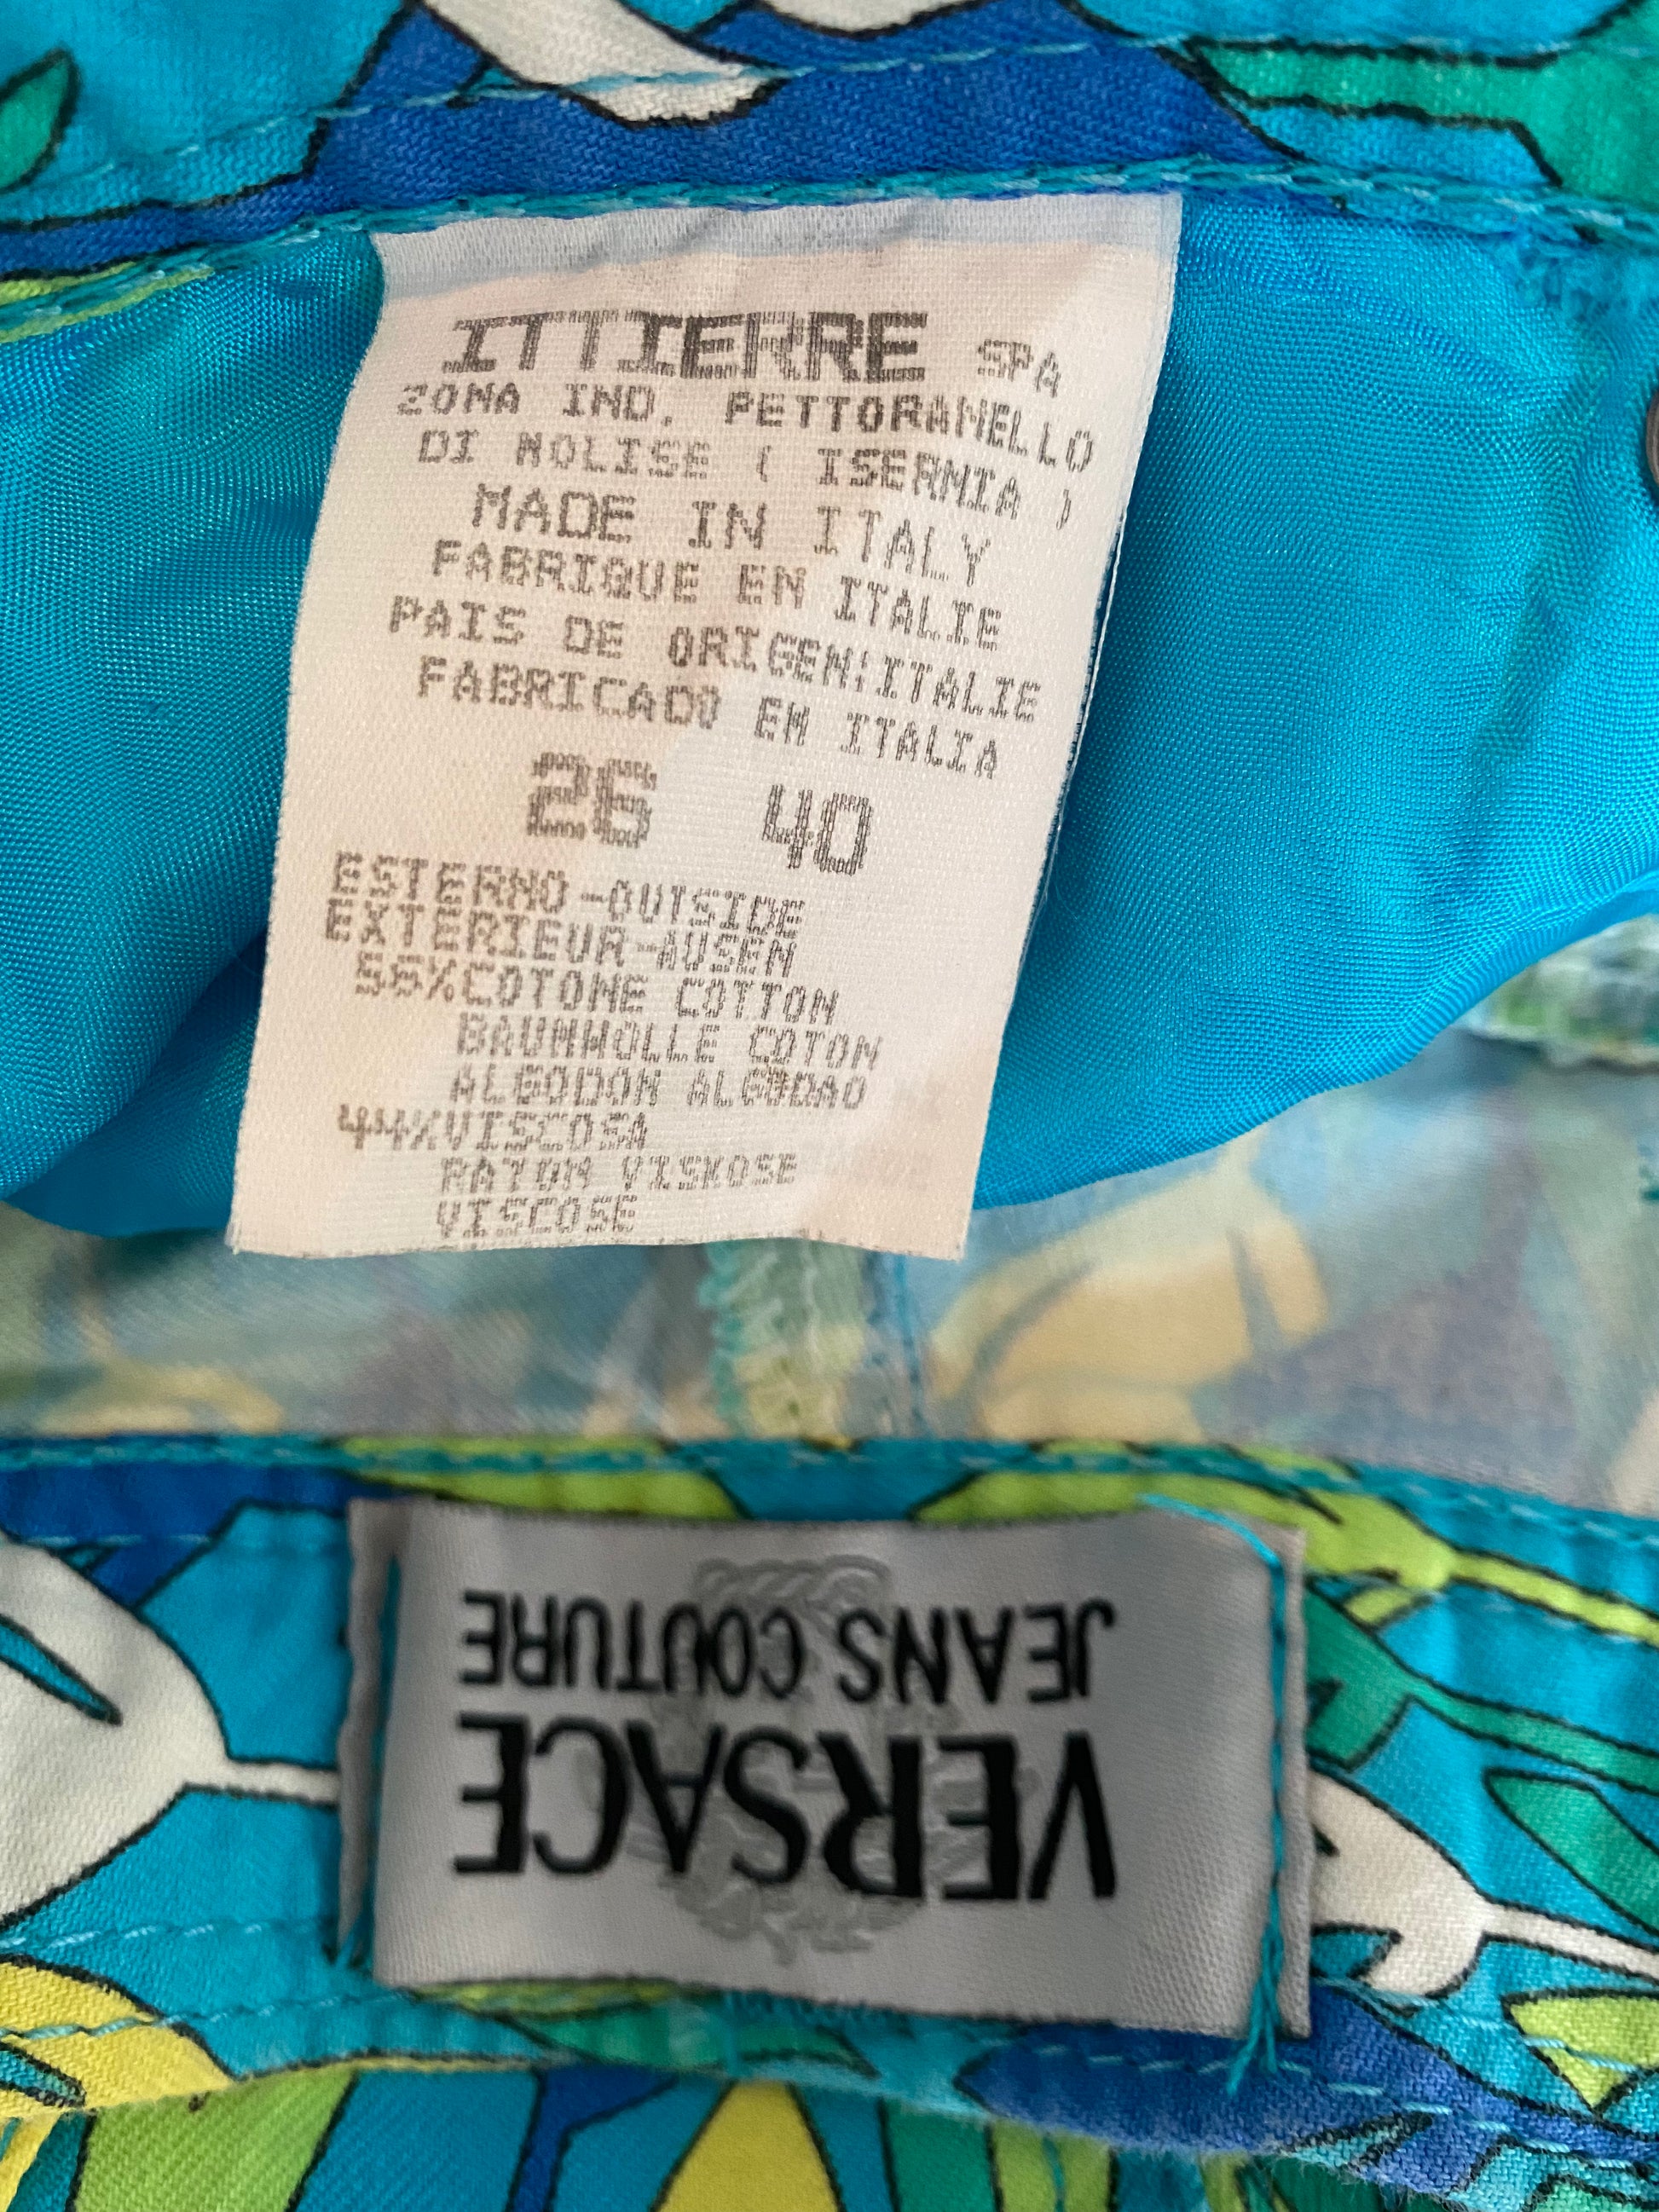 ITTIERRE SPA
ZONA IND. PETTORANELLO
DI MOLISE ( ISERNIA )
MADE IN ITALY
FABRIQUE EN ITALIE
PAIS DE ORIGEN:ITALIE
FABRICADO EN ITALIA
26 40
ESTERNO-OUTSIDE
EXTERIEUR-AUSEN
56%COTONE COTTON
BAUMWOLLE COTON
ALGODON ALGODAO
44%VISCOSA
RAYON VISKOSE
VISCOSE
VERSACE
JEANS COUTURE